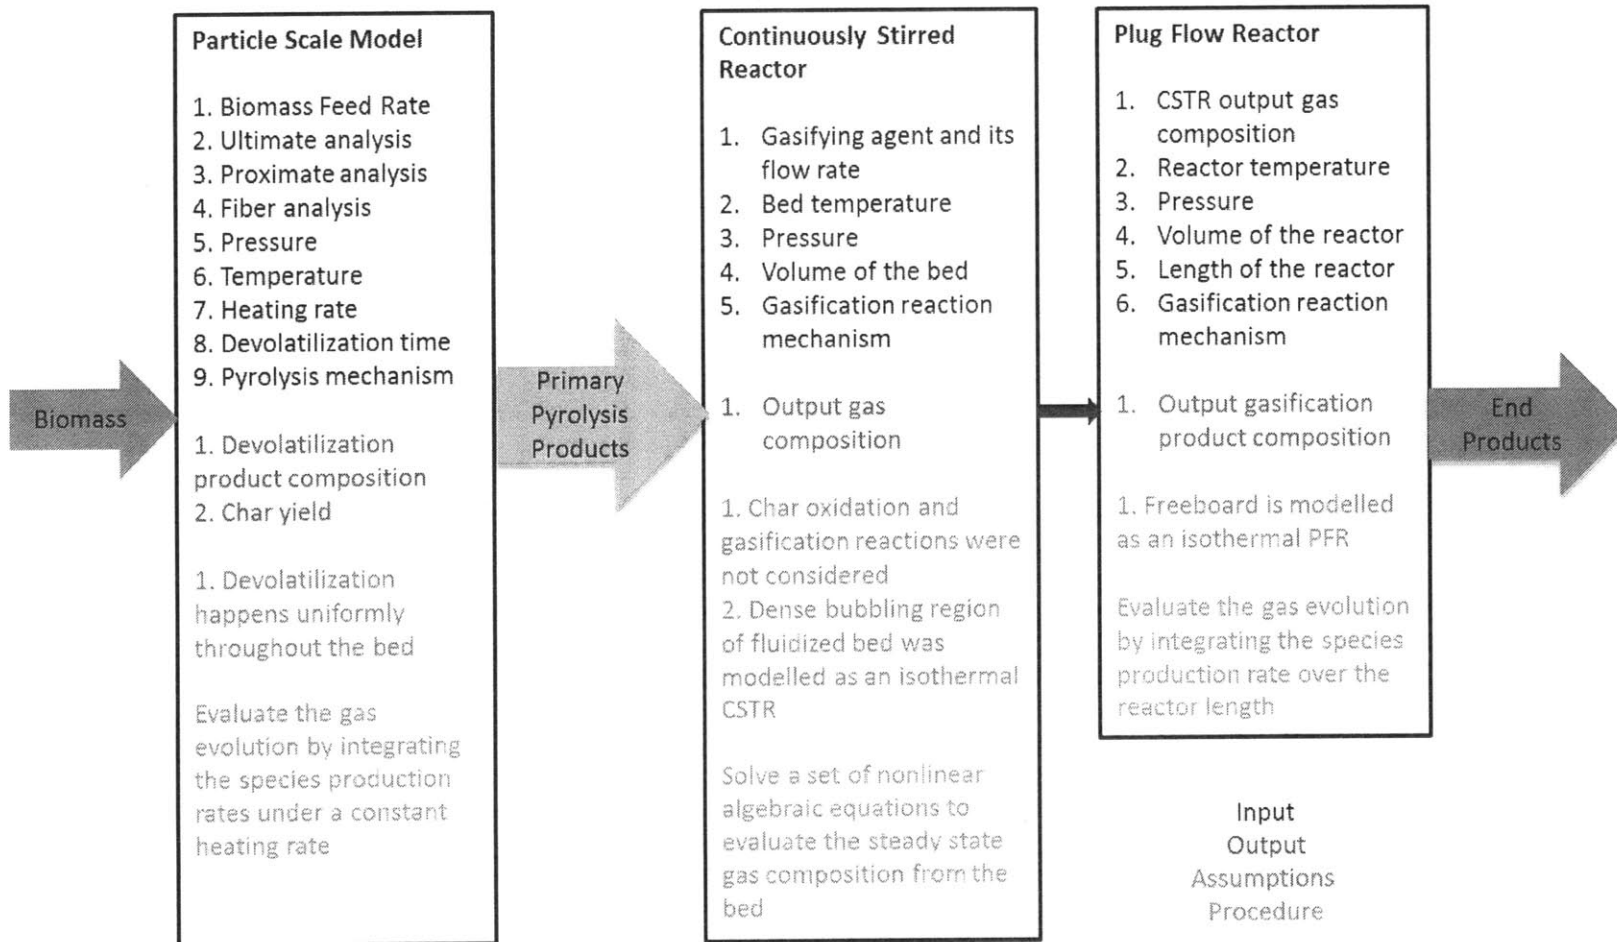 Biomass
Particle Scale Model
1. Biomass Feed Rate
2. Ultimate analysis
3. Proximate analysis
4. Fiber analysis
5. Pressure
6. Temperature
7. Heating rate
8. Devolatilization time
9. Pyrolysis mechanism
1. Devolatilization
product composition
2. Char yield
1. Devolatilization
happens uniformly
throughout the bed
Evaluate the gas
evolution by integrating
the species production
rates under a constant
heating rate
Primary
Pyrolysis
Products
Continuously Stirred
Reactor
1. Gasifying agent and its
flow rate
2. Bed temperature
3. Pressure
4. Volume of the bed
5. Gasification reaction
mechanism
1. Output gas
composition
1. Char oxidation and
gasification reactions were
not considered
2. Dense bubbling region
of fluidized bed was
modelled as an isothermal
CSTR
Solve a set of nonlinear
algebraic equations to
evaluate the steady state
gas composition from the
bed
Plug Flow Reactor
1. CSTR output gas
composition
2. Reactor temperature
3. Pressure
4. Volume of the reactor
5. Length of the reactor
6. Gasification reaction
mechanism
1. Output gasification
product composition
1. Freeboard is modelled
as an isothermal PFR
Evaluate the gas evolution
by integrating the species
production rate over the
reactor length
End
Products
Input
Output
Assumptions
Procedure